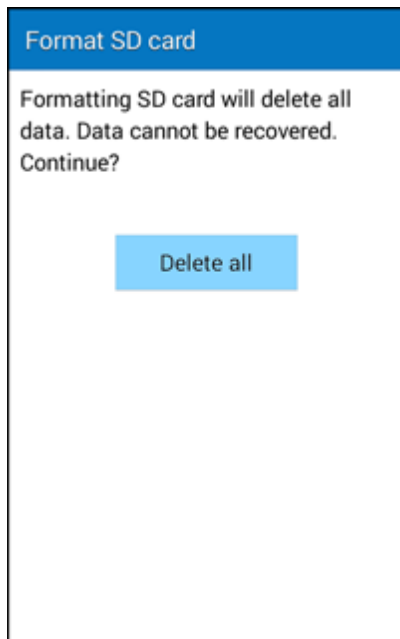 Format SD card
Formatting SD card will delete all
data. Data cannot be recovered.
Continue?
Delete all